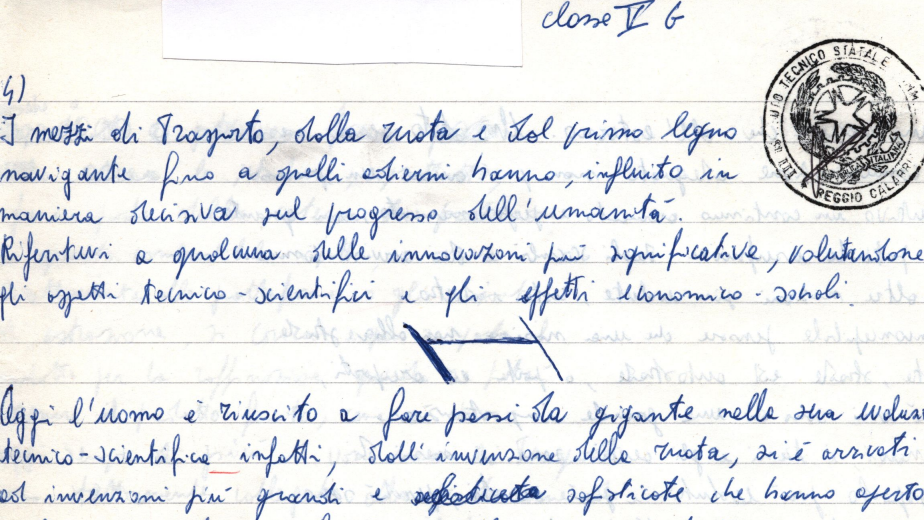 classe V G
TECNICO STATALE
REGGIO CALABRIA
4)
I mezzi di Trasporto, dalla ruota e dal primo legno
navigante fino a quelli odierni hanno, influito in
maniera decisiva sul progresso dell'umanità.
Riferitevi a qualcuna delle innovazioni più significative, valutandone
gli aspetti tecnico-scientifici e gli effetti economico-sociali.
Oggi l'uomo è riuscito a fare passi da gigante nella sua
tecnico-scientifica infatti, dall'invenzione della ruota, si è arrivati
ad invenzioni più grandi e sofisticate che hanno aperto